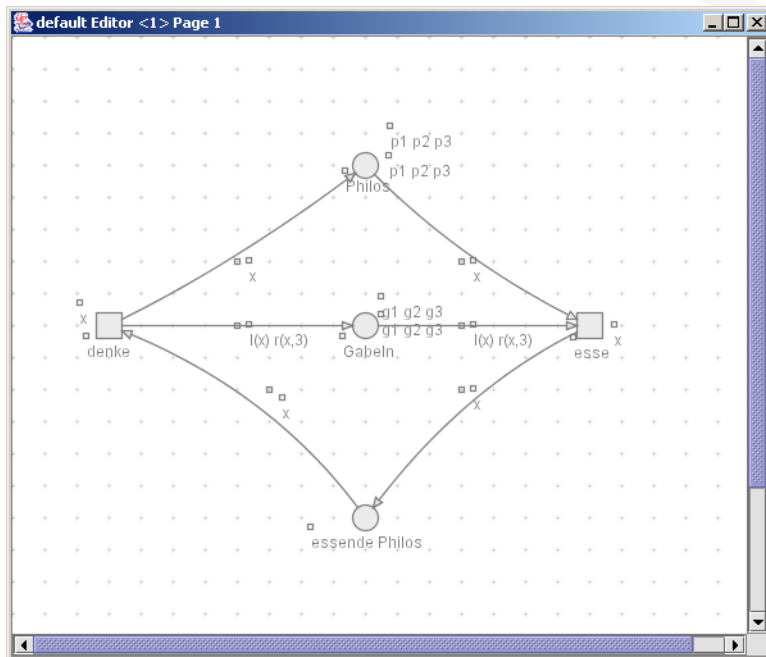 default Editor <1> Page 1
p1 p2 p3
p1 p2 p3
Philos
x
x
g1 g2 g3
g1 g2 g3
x
l(x) r(x,3)
Gabeln
l(x) r(x,3)
x
denke
esse
x
x
essende Philos